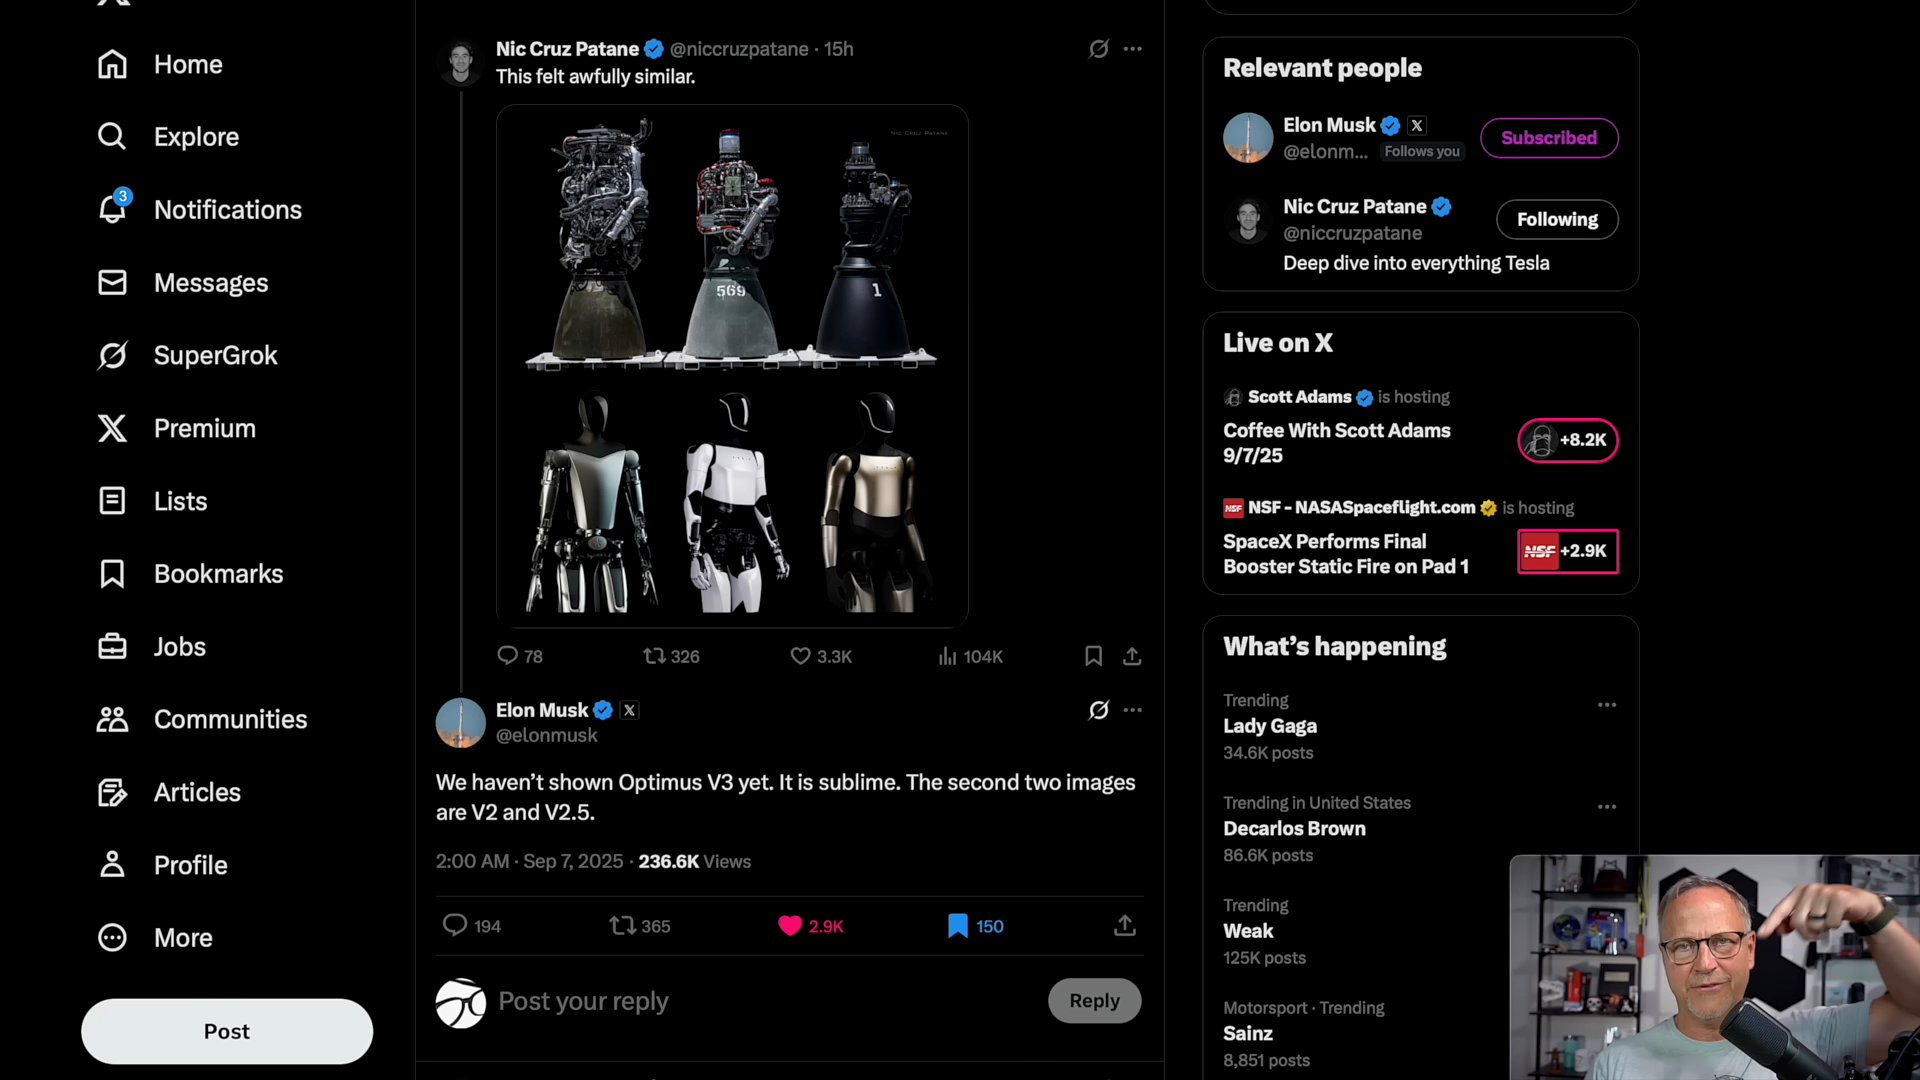 Home
Explore
3
Notifications
Messages
SuperGrok
Premium
Lists
Bookmarks
Jobs
Communities
Articles
Profile
More
Post
Nic Cruz Patane @niccruzpatane · 15h
This felt awfully similar.
Nic Cruz Patane
569
1
78
326
3.3K
104K
Elon Musk
@elonmusk
We haven’t shown Optimus V3 yet. It is sublime. The second two images
are V2 and V2.5.
2:00 AM · Sep 7, 2025 · 236.6K Views
194
365
2.9K
150
Post your reply
Reply
Relevant people
Elon Musk
@elonm... Follows you
Subscribed
Nic Cruz Patane
@niccruzpatane
Following
Deep dive into everything Tesla
Live on X
Scott Adams is hosting
Coffee With Scott Adams
9/7/25
+8.2K
NSF NSF - NASASpaceflight.com is hosting
SpaceX Performs Final
Booster Static Fire on Pad 1
NSF +2.9K
What’s happening
Trending
Lady Gaga
34.6K posts
Trending in United States
Decarlos Brown
86.6K posts
Trending
Weak
125K posts
Motorsport · Trending
Sainz
8,851 posts